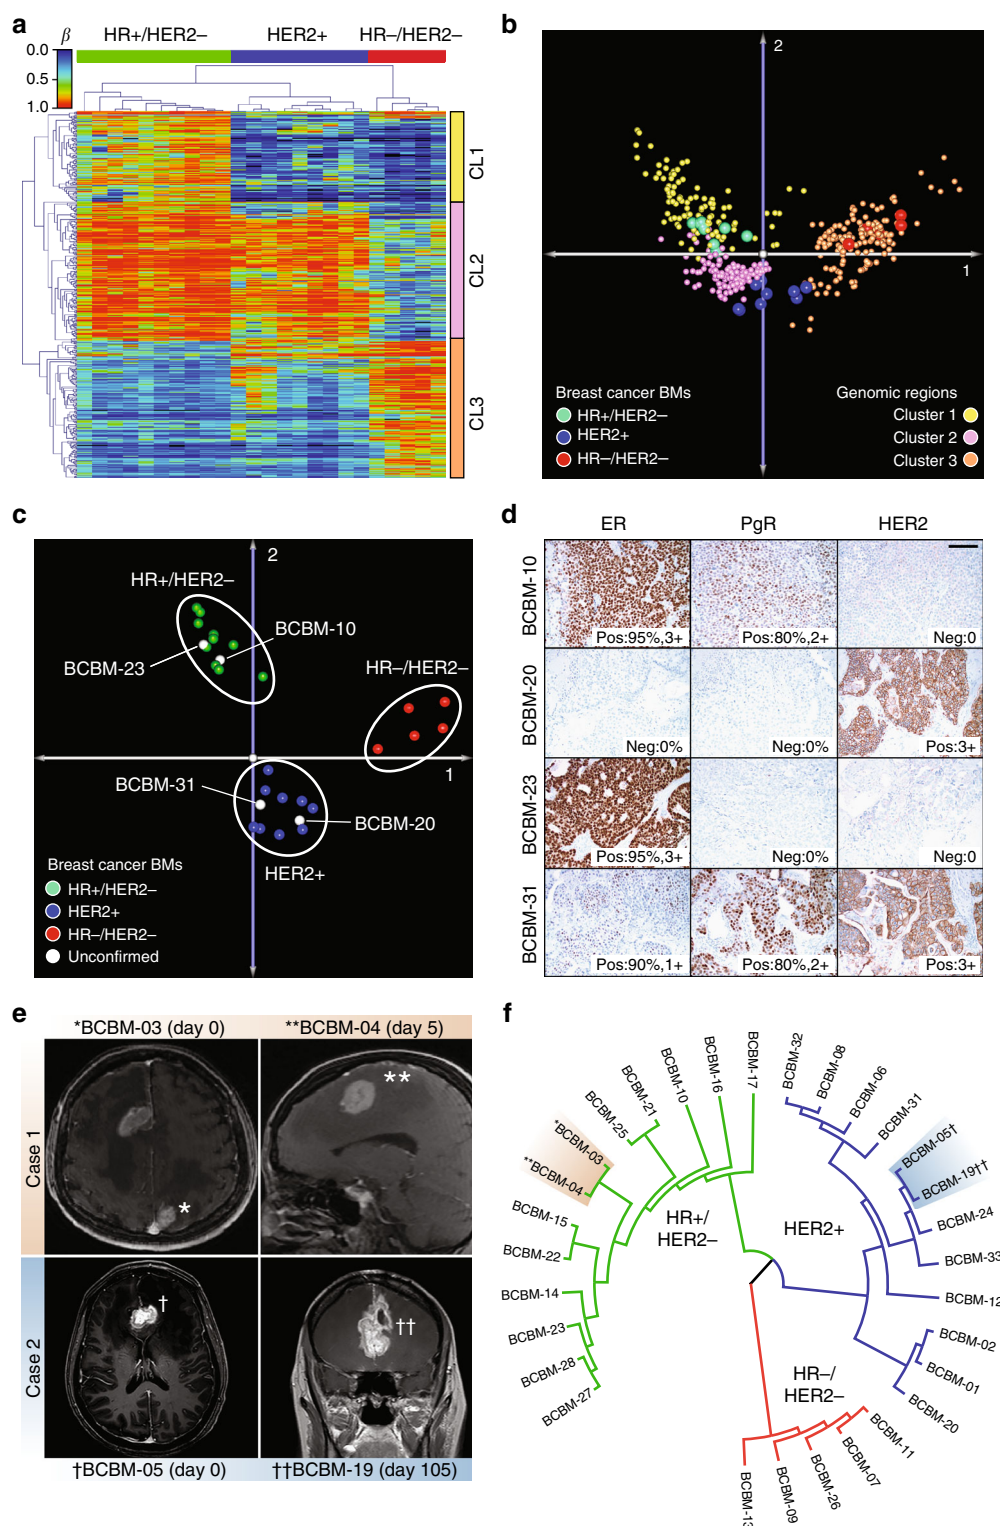 a
β
HR+/HER2–
HER2+
HR–/HER2–
0.0
0.5
1.0
CL1
CL2
CL3
b
2
1
Breast cancer BMs
HR+/HER2–
HER2+
HR–/HER2–
Genomic regions
Cluster 1
Cluster 2
Cluster 3
c
2
HR+/HER2–
BCBM-10
BCBM-23
HR–/HER2–
1
BCBM-31
BCBM-20
HER2+
Breast cancer BMs
HR+/HER2–
HER2+
HR–/HER2–
Unconfirmed
d
ER
PgR
HER2
BCBM-10
Pos:95%,3+
Pos:80%,2+
Neg:0
BCBM-20
Neg:0%
Neg:0%
Pos:3+
BCBM-23
Pos:95%,3+
Neg:0%
Neg:0
BCBM-31
Pos:90%,1+
Pos:80%,2+
Pos:3+
e
*BCBM-03 (day 0)
**BCBM-04 (day 5)
Case 1
*
**
Case 2
†
††
†BCBM-05 (day 0)
††BCBM-19 (day 105)
f
BCBM-17
BCBM-16
BCBM-10
BCBM-21
BCBM-25
*BCBM-03
**BCBM-04
BCBM-15
BCBM-22
BCBM-14
BCBM-23
BCBM-28
BCBM-27
HR+/
HER2–
BCBM-32
BCBM-08
BCBM-06
BCBM-31
BCBM-05†
BCBM-19††
BCBM-24
BCBM-33
BCBM-12
BCBM-02
BCBM-01
BCBM-20
HER2+
HR–/
HER2–
BCBM-11
BCBM-07
BCBM-26
BCBM-09
BCBM-13